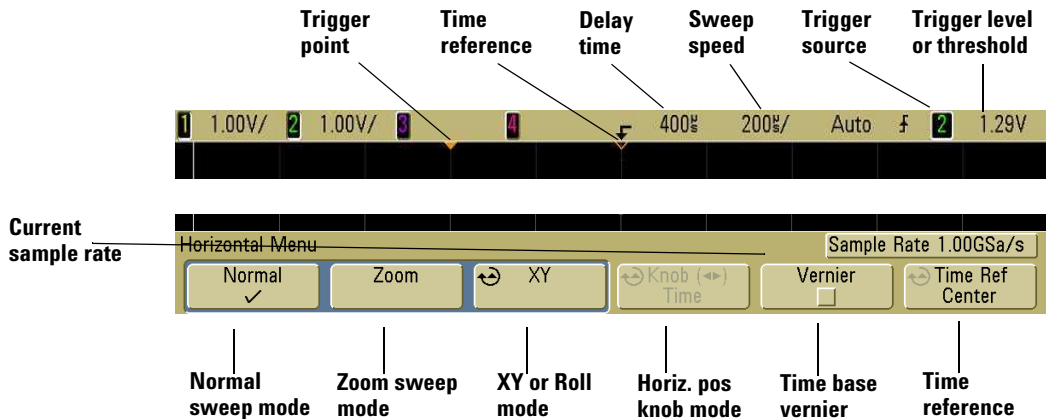 Trigger point
Time reference
Delay time
Sweep speed
Trigger source
Trigger level or threshold
1 1.00V/ 2 1.00V/ 3 4 400µs 200µs/ Auto 2 1.29V
Current sample rate
Horizontal Menu
Sample Rate 1.00GSa/s
Normal
Zoom
XY
Knob (◄►) Time
Vernier
Time Ref Center
Normal sweep mode
Zoom sweep mode
XY or Roll mode
Horiz. pos knob mode
Time base vernier
Time reference